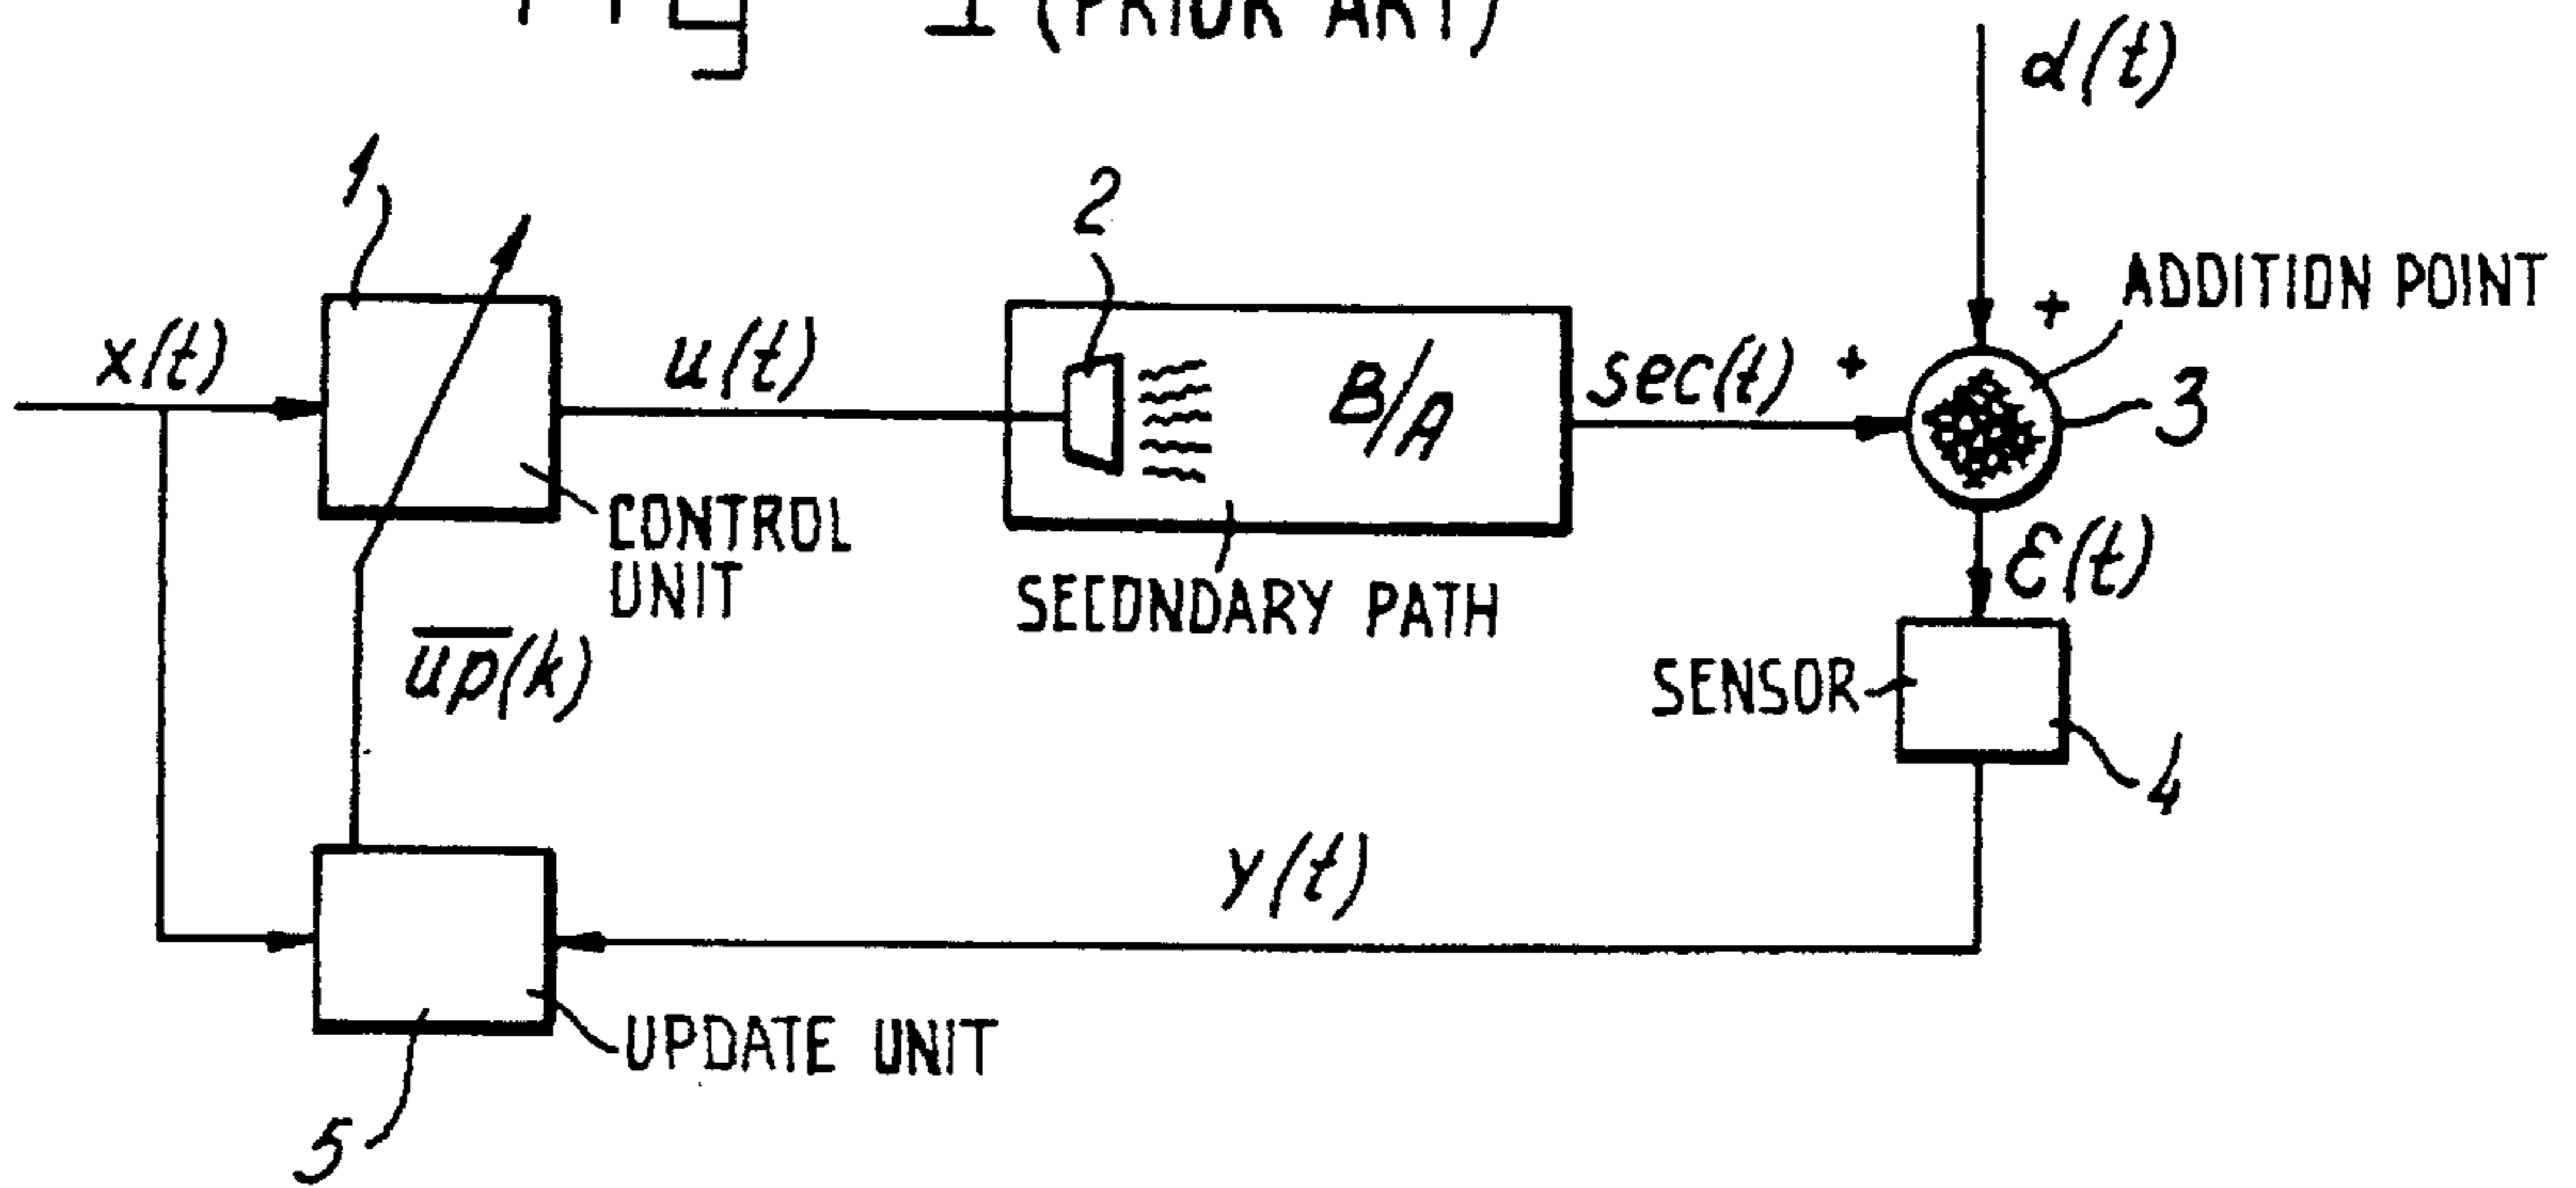 Fig 1 (PRIOR ART)
d(t)
1
2
ADDITION POINT
+
x(t)
u(t)
B/A
sec(t)
+
3
CONTROL
UNIT
SECONDARY PATH
ε(t)
up(k)
SENSOR
4
y(t)
UPDATE UNIT
5